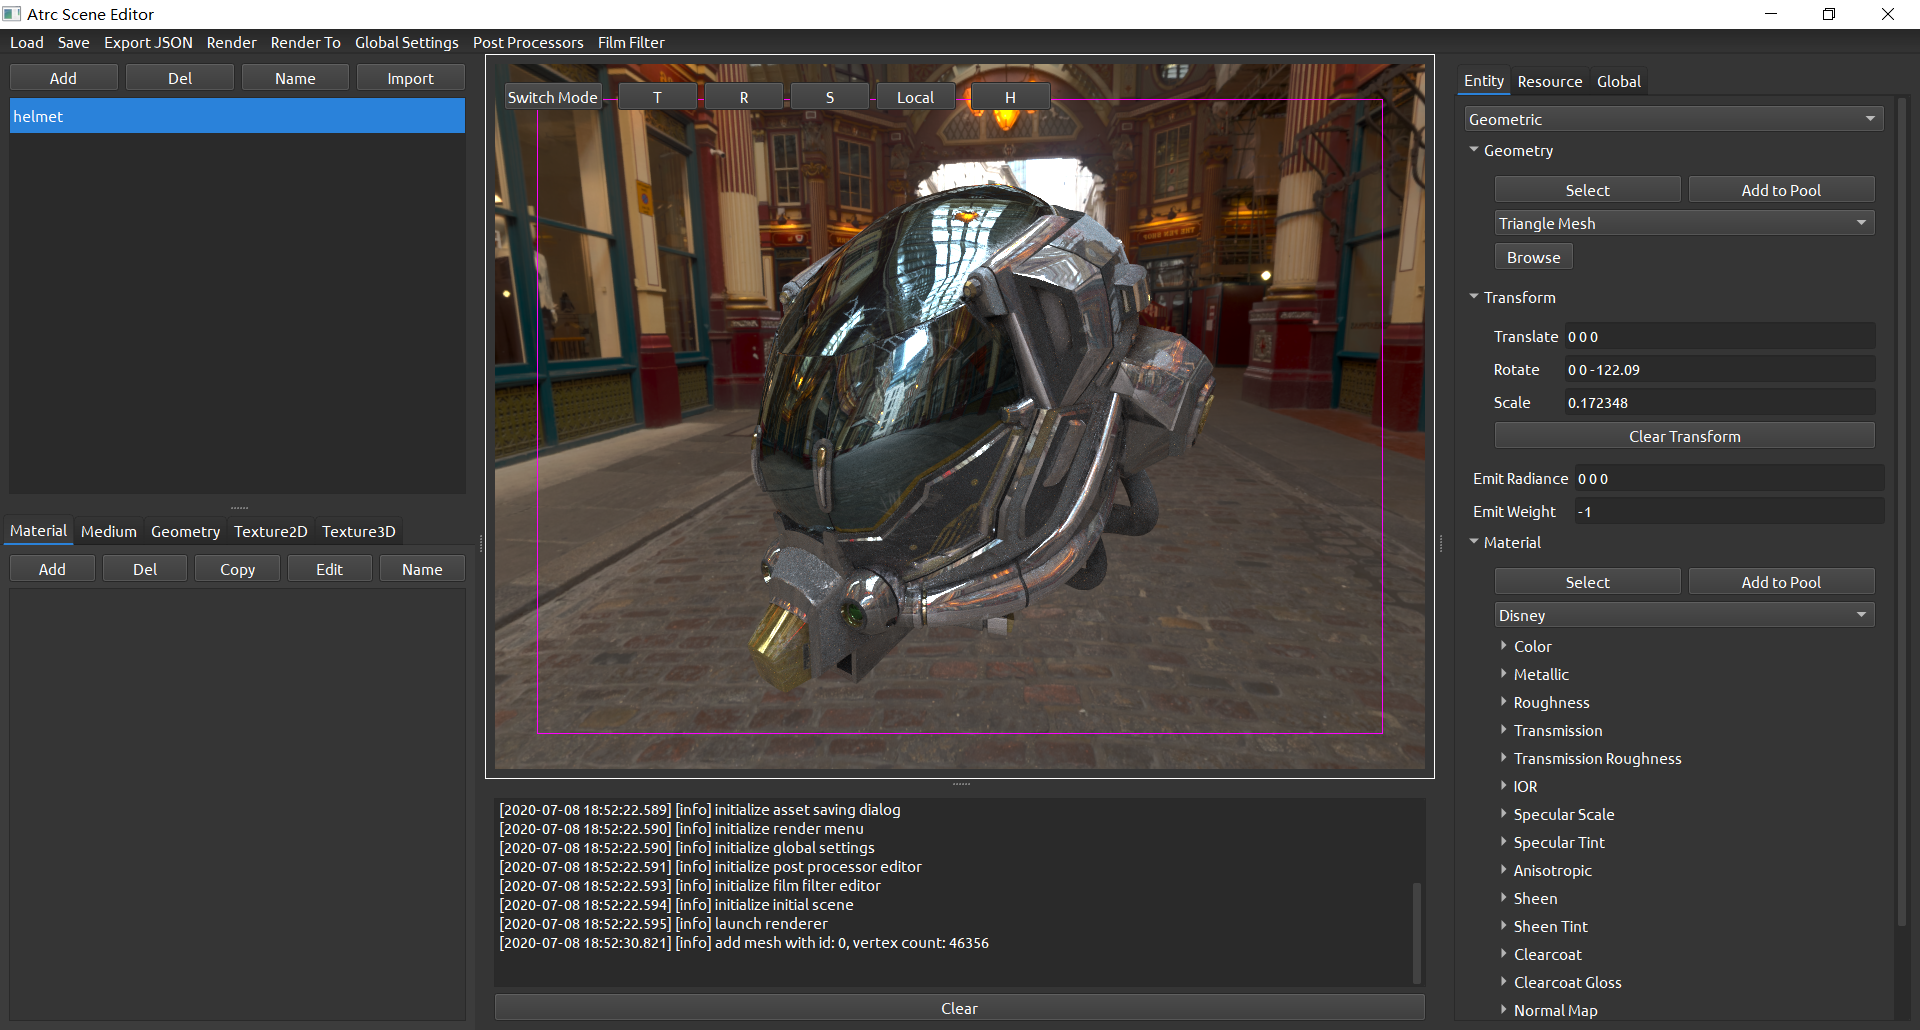 Atrc Scene Editor
Load Save Export JSON Render Render To Global Settings Post Processors Film Filter
Add Del Name Import
helmet
Material Medium Geometry Texture2D Texture3D
Add Del Copy Edit Name
Switch Mode T R S Local H
[2020-07-08 18:52:22.589] [info] initialize asset saving dialog
[2020-07-08 18:52:22.590] [info] initialize render menu
[2020-07-08 18:52:22.590] [info] initialize global settings
[2020-07-08 18:52:22.591] [info] initialize post processor editor
[2020-07-08 18:52:22.593] [info] initialize film filter editor
[2020-07-08 18:52:22.594] [info] initialize initial scene
[2020-07-08 18:52:22.595] [info] launch renderer
[2020-07-08 18:52:30.821] [info] add mesh with id: 0, vertex count: 46356
Clear
Entity Resource Global
Geometric
Geometry
Select Add to Pool
Triangle Mesh
Browse
Transform
Translate 0 0 0
Rotate 0 0 -122.09
Scale 0.172348
Clear Transform
Emit Radiance 0 0 0
Emit Weight -1
Material
Select Add to Pool
Disney
Color
Metallic
Roughness
Transmission
Transmission Roughness
IOR
Specular Scale
Specular Tint
Anisotropic
Sheen
Sheen Tint
Clearcoat
Clearcoat Gloss
Normal Map